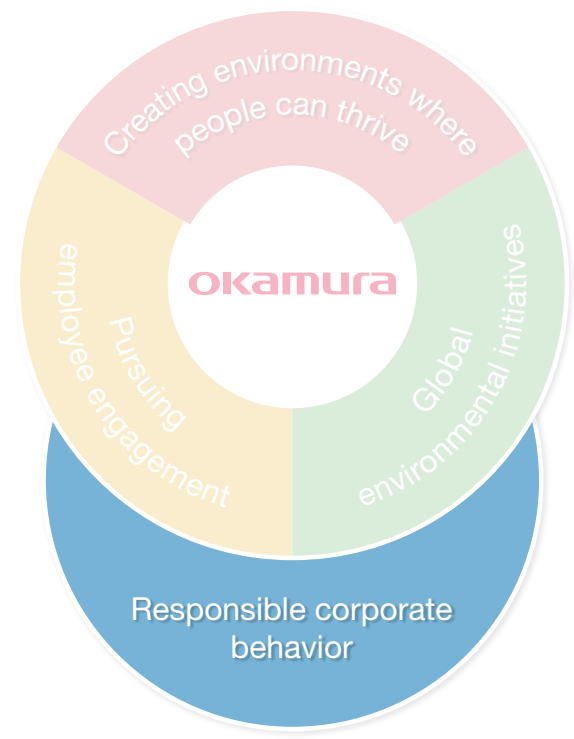 Creating environments where
people can thrive
okamura
Pursuing
employee engagement
Global
environmental initiatives
Responsible corporate
behavior